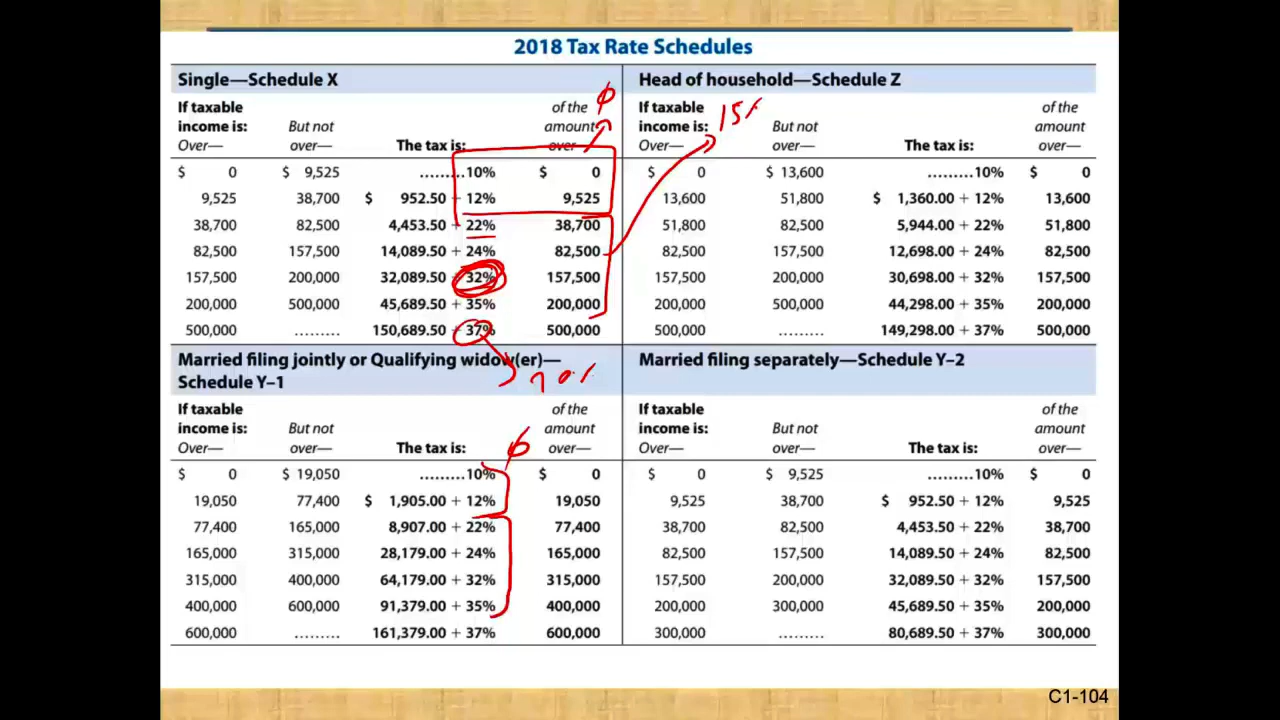 2018 Tax Rate Schedules
Single—Schedule X
If taxable income is: Over— But not over— The tax is: of the amount over—
$ 0 $ 9,525 .........10% $ 0
9,525 38,700 $ 952.50 + 12% 9,525
38,700 82,500 4,453.50 + 22% 38,700
82,500 157,500 14,089.50 + 24% 82,500
157,500 200,000 32,089.50 32% 157,500
200,000 500,000 45,689.50 + 35% 200,000
500,000 ......... 150,689.50 + 37% 500,000
Head of household—Schedule Z
If taxable income is: Over— But not over— The tax is: of the amount over—
$ 0 $ 13,600 .........10% $ 0
13,600 51,800 $ 1,360.00 + 12% 13,600
51,800 82,500 5,944.00 + 22% 51,800
82,500 157,500 12,698.00 + 24% 82,500
157,500 200,000 30,698.00 + 32% 157,500
200,000 500,000 44,298.00 + 35% 200,000
500,000 ......... 149,298.00 + 37% 500,000
Married filing jointly or Qualifying widow(er)—
Schedule Y–1
If taxable income is: Over— But not over— The tax is: of the amount over—
$ 0 $ 19,050 .........10% $ 0
19,050 77,400 $ 1,905.00 + 12% 19,050
77,400 165,000 8,907.00 + 22% 77,400
165,000 315,000 28,179.00 + 24% 165,000
315,000 400,000 64,179.00 + 32% 315,000
400,000 600,000 91,379.00 + 35% 400,000
600,000 ......... 161,379.00 + 37% 600,000
Married filing separately—Schedule Y–2
If taxable income is: Over— But not over— The tax is: of the amount over—
$ 0 $ 9,525 .........10% $ 0
9,525 38,700 $ 952.50 + 12% 9,525
38,700 82,500 4,453.50 + 22% 38,700
82,500 157,500 14,089.50 + 24% 82,500
157,500 200,000 32,089.50 + 32% 157,500
200,000 300,000 45,689.50 + 35% 200,000
300,000 ......... 80,689.50 + 37% 300,000
15%
C1-104